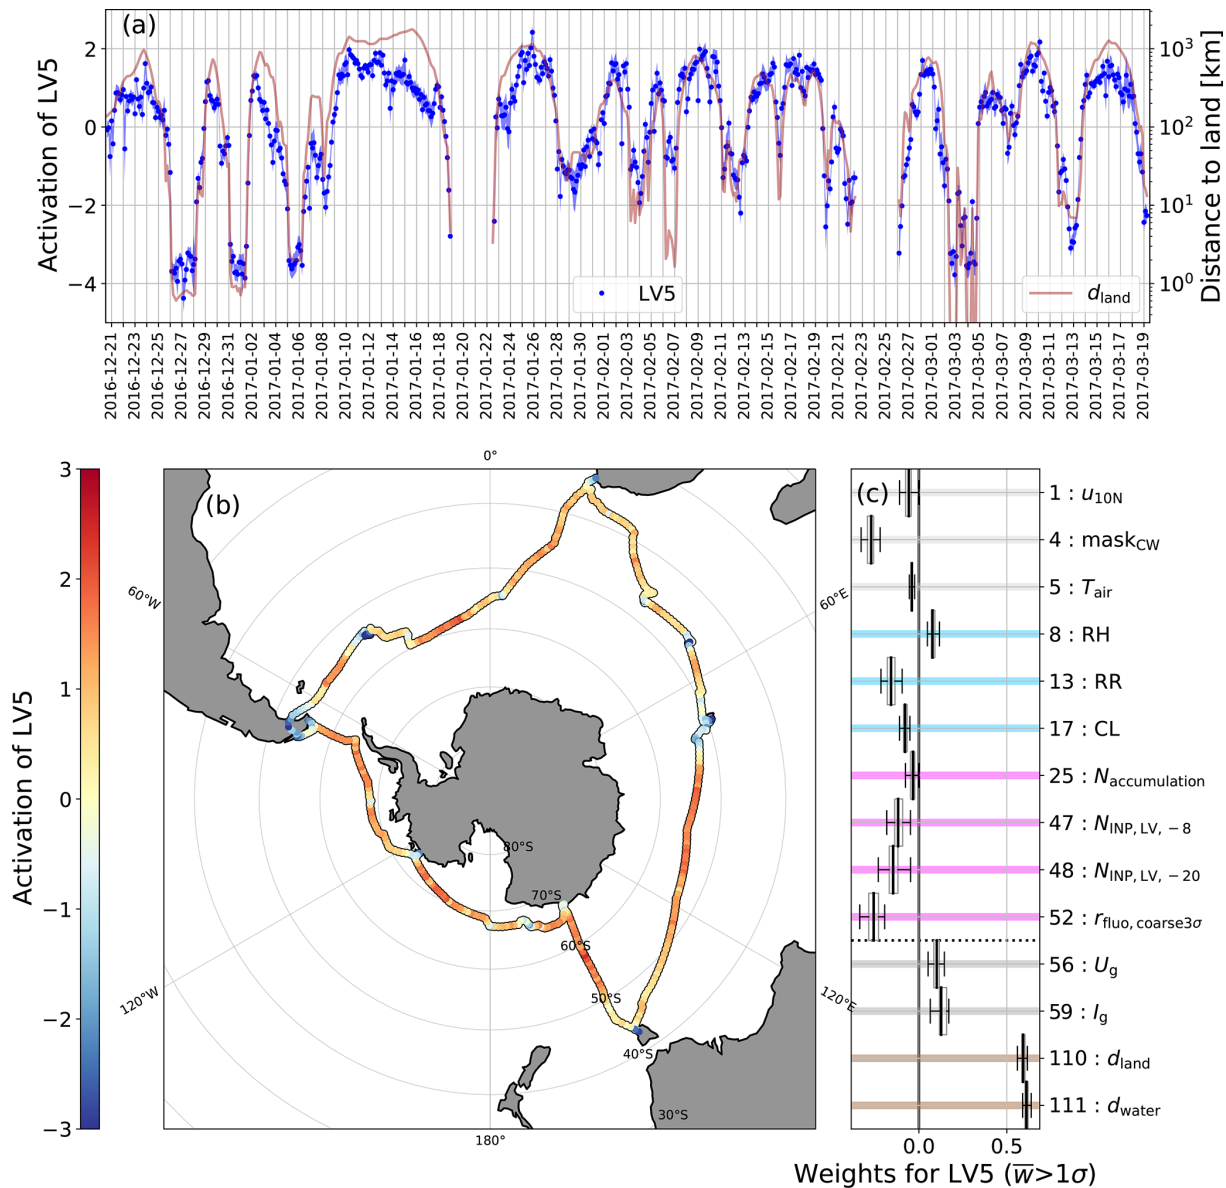 (a)
Activation of LV5
2
0
−2
−4
10³
10²
10¹
10⁰
Distance to land [km]
LV5
d_land
2016-12-21
2016-12-23
2016-12-25
2016-12-27
2016-12-29
2016-12-31
2017-01-02
2017-01-04
2017-01-06
2017-01-08
2017-01-10
2017-01-12
2017-01-14
2017-01-16
2017-01-18
2017-01-20
2017-01-22
2017-01-24
2017-01-26
2017-01-28
2017-01-30
2017-02-01
2017-02-03
2017-02-05
2017-02-07
2017-02-09
2017-02-11
2017-02-13
2017-02-15
2017-02-17
2017-02-19
2017-02-21
2017-02-23
2017-02-25
2017-02-27
2017-03-01
2017-03-03
2017-03-05
2017-03-07
2017-03-09
2017-03-11
2017-03-13
2017-03-15
2017-03-17
2017-03-19
Activation of LV5
3
2
1
0
−1
−2
−3
(b)
0°
60°W
60°E
120°W
120°E
180°
80°S
70°S
60°S
50°S
40°S
30°S
(c)
1 : u_10N
4 : mask_CW
5 : T_air
8 : RH
13 : RR
17 : CL
25 : N_accumulation
47 : N_INP, LV, −8
48 : N_INP, LV, −20
52 : r_fluo, coarse3σ
56 : U_g
59 : I_g
110 : d_land
111 : d_water
0.0
0.5
Weights for LV5 (w̅>1σ)